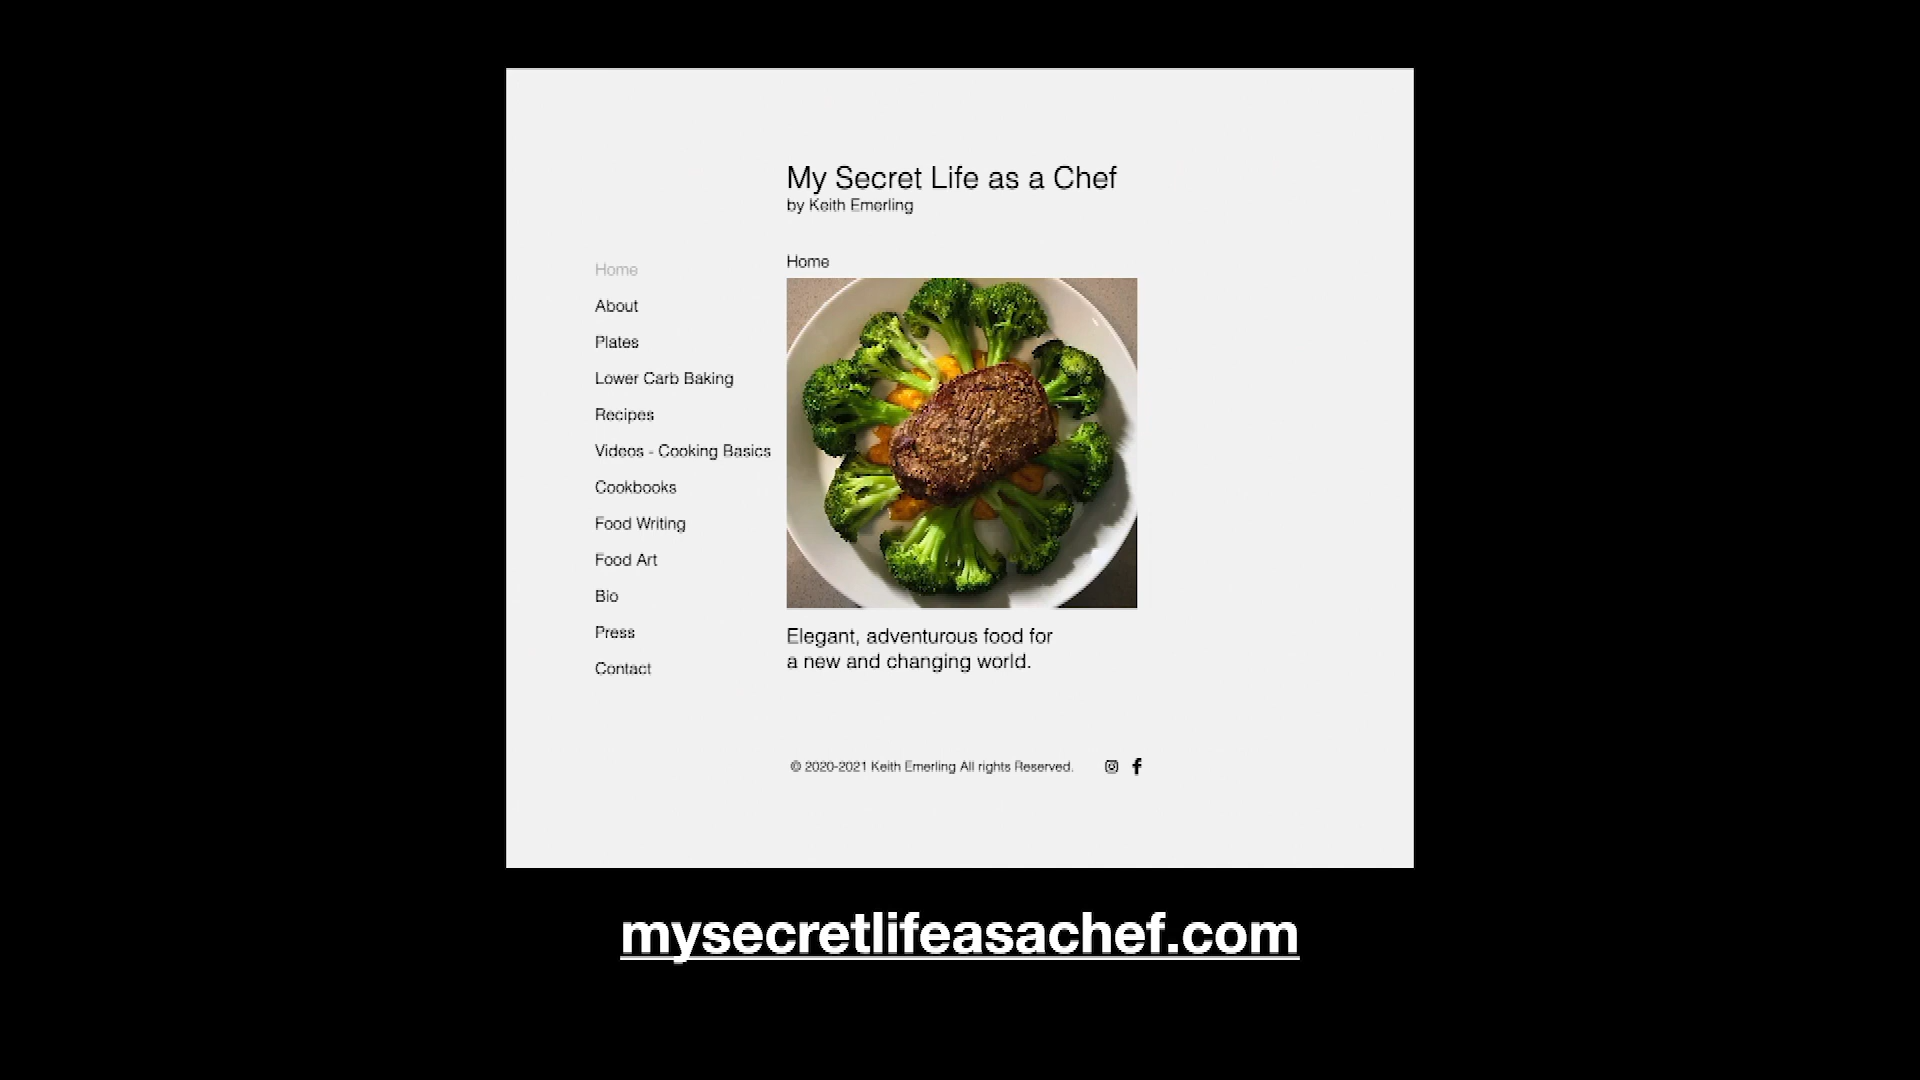 My Secret Life as a Chef
by Keith Emerling
Home
About
Plates
Lower Carb Baking
Recipes
Videos - Cooking Basics
Cookbooks
Food Writing
Food Art
Bio
Press
Contact
Home
Elegant, adventurous food for
a new and changing world.
© 2020-2021 Keith Emerling All rights Reserved.
mysecretlifeasachef.com